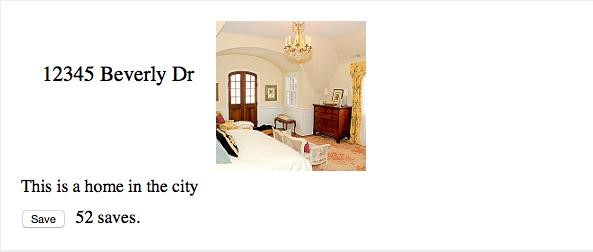 12345 Beverly Dr
This is a home in the city
Save 52 saves.